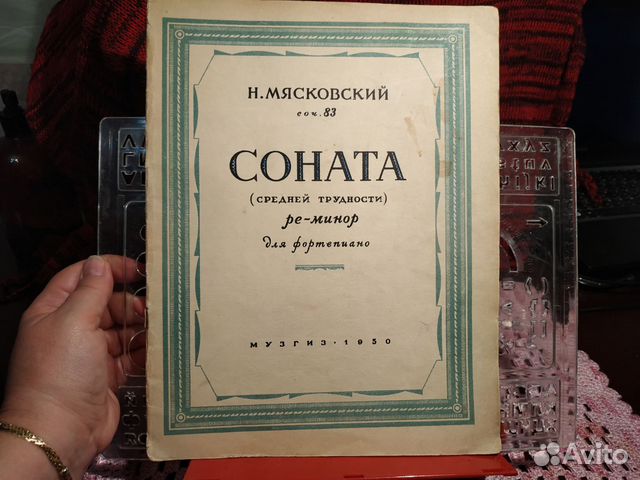 Н. МЯСКОВСКИЙ
соч. 83
СОНАТА
(СРЕДНЕЙ ТРУДНОСТИ)
ре-минор
для фортепиано
МУЗГИЗ · 1950
Avito